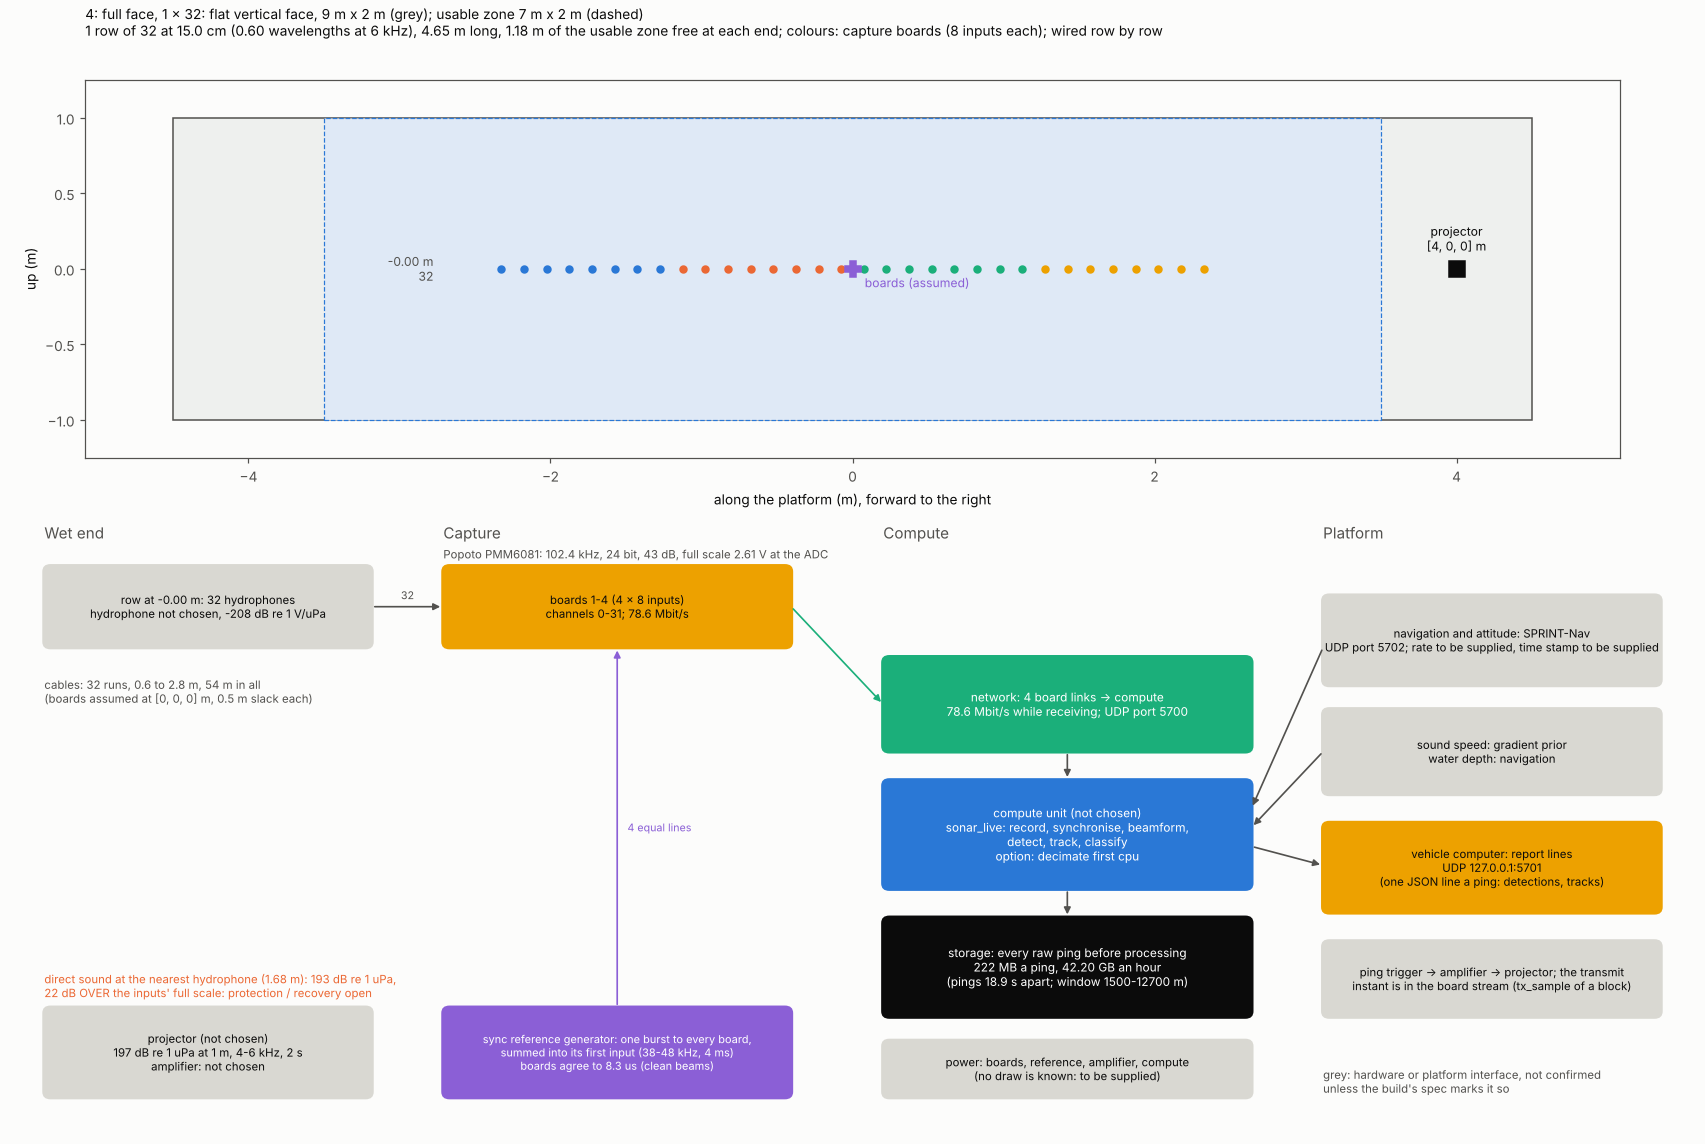 4: full face, 1 × 32: flat vertical face, 9 m x 2 m (grey); usable zone 7 m x 2 m (dashed)
1 row of 32 at 15.0 cm (0.60 wavelengths at 6 kHz), 4.65 m long, 1.18 m of the usable zone free at each end; colours: capture boards (8 inputs each); wired row by row
1.0
0.5
0.0
−0.5
−1.0
up (m)
-0.00 m
32
boards (assumed)
projector
[4, 0, 0] m
−4
−2
0
2
4
along the platform (m), forward to the right
Wet end
Capture
Compute
Platform
Popoto PMM6081: 102.4 kHz, 24 bit, 43 dB, full scale 2.61 V at the ADC
row at -0.00 m: 32 hydrophones
hydrophone not chosen, -208 dB re 1 V/uPa
32
boards 1-4 (4 × 8 inputs)
channels 0-31; 78.6 Mbit/s
cables: 32 runs, 0.6 to 2.8 m, 54 m in all
(boards assumed at [0, 0, 0] m, 0.5 m slack each)
network: 4 board links → compute
78.6 Mbit/s while receiving; UDP port 5700
navigation and attitude: SPRINT-Nav
UDP port 5702; rate to be supplied, time stamp to be supplied
sound speed: gradient prior
water depth: navigation
4 equal lines
compute unit (not chosen)
sonar_live: record, synchronise, beamform,
detect, track, classify
option: decimate first cpu
vehicle computer: report lines
UDP 127.0.0.1:5701
(one JSON line a ping: detections, tracks)
storage: every raw ping before processing
222 MB a ping, 42.20 GB an hour
(pings 18.9 s apart; window 1500-12700 m)
ping trigger → amplifier → projector; the transmit
instant is in the board stream (tx_sample of a block)
direct sound at the nearest hydrophone (1.68 m): 193 dB re 1 uPa,
22 dB OVER the inputs' full scale: protection / recovery open
projector (not chosen)
197 dB re 1 uPa at 1 m, 4-6 kHz, 2 s
amplifier: not chosen
sync reference generator: one burst to every board,
summed into its first input (38-48 kHz, 4 ms)
boards agree to 8.3 us (clean beams)
power: boards, reference, amplifier, compute
(no draw is known: to be supplied)
grey: hardware or platform interface, not confirmed
unless the build's spec marks it so